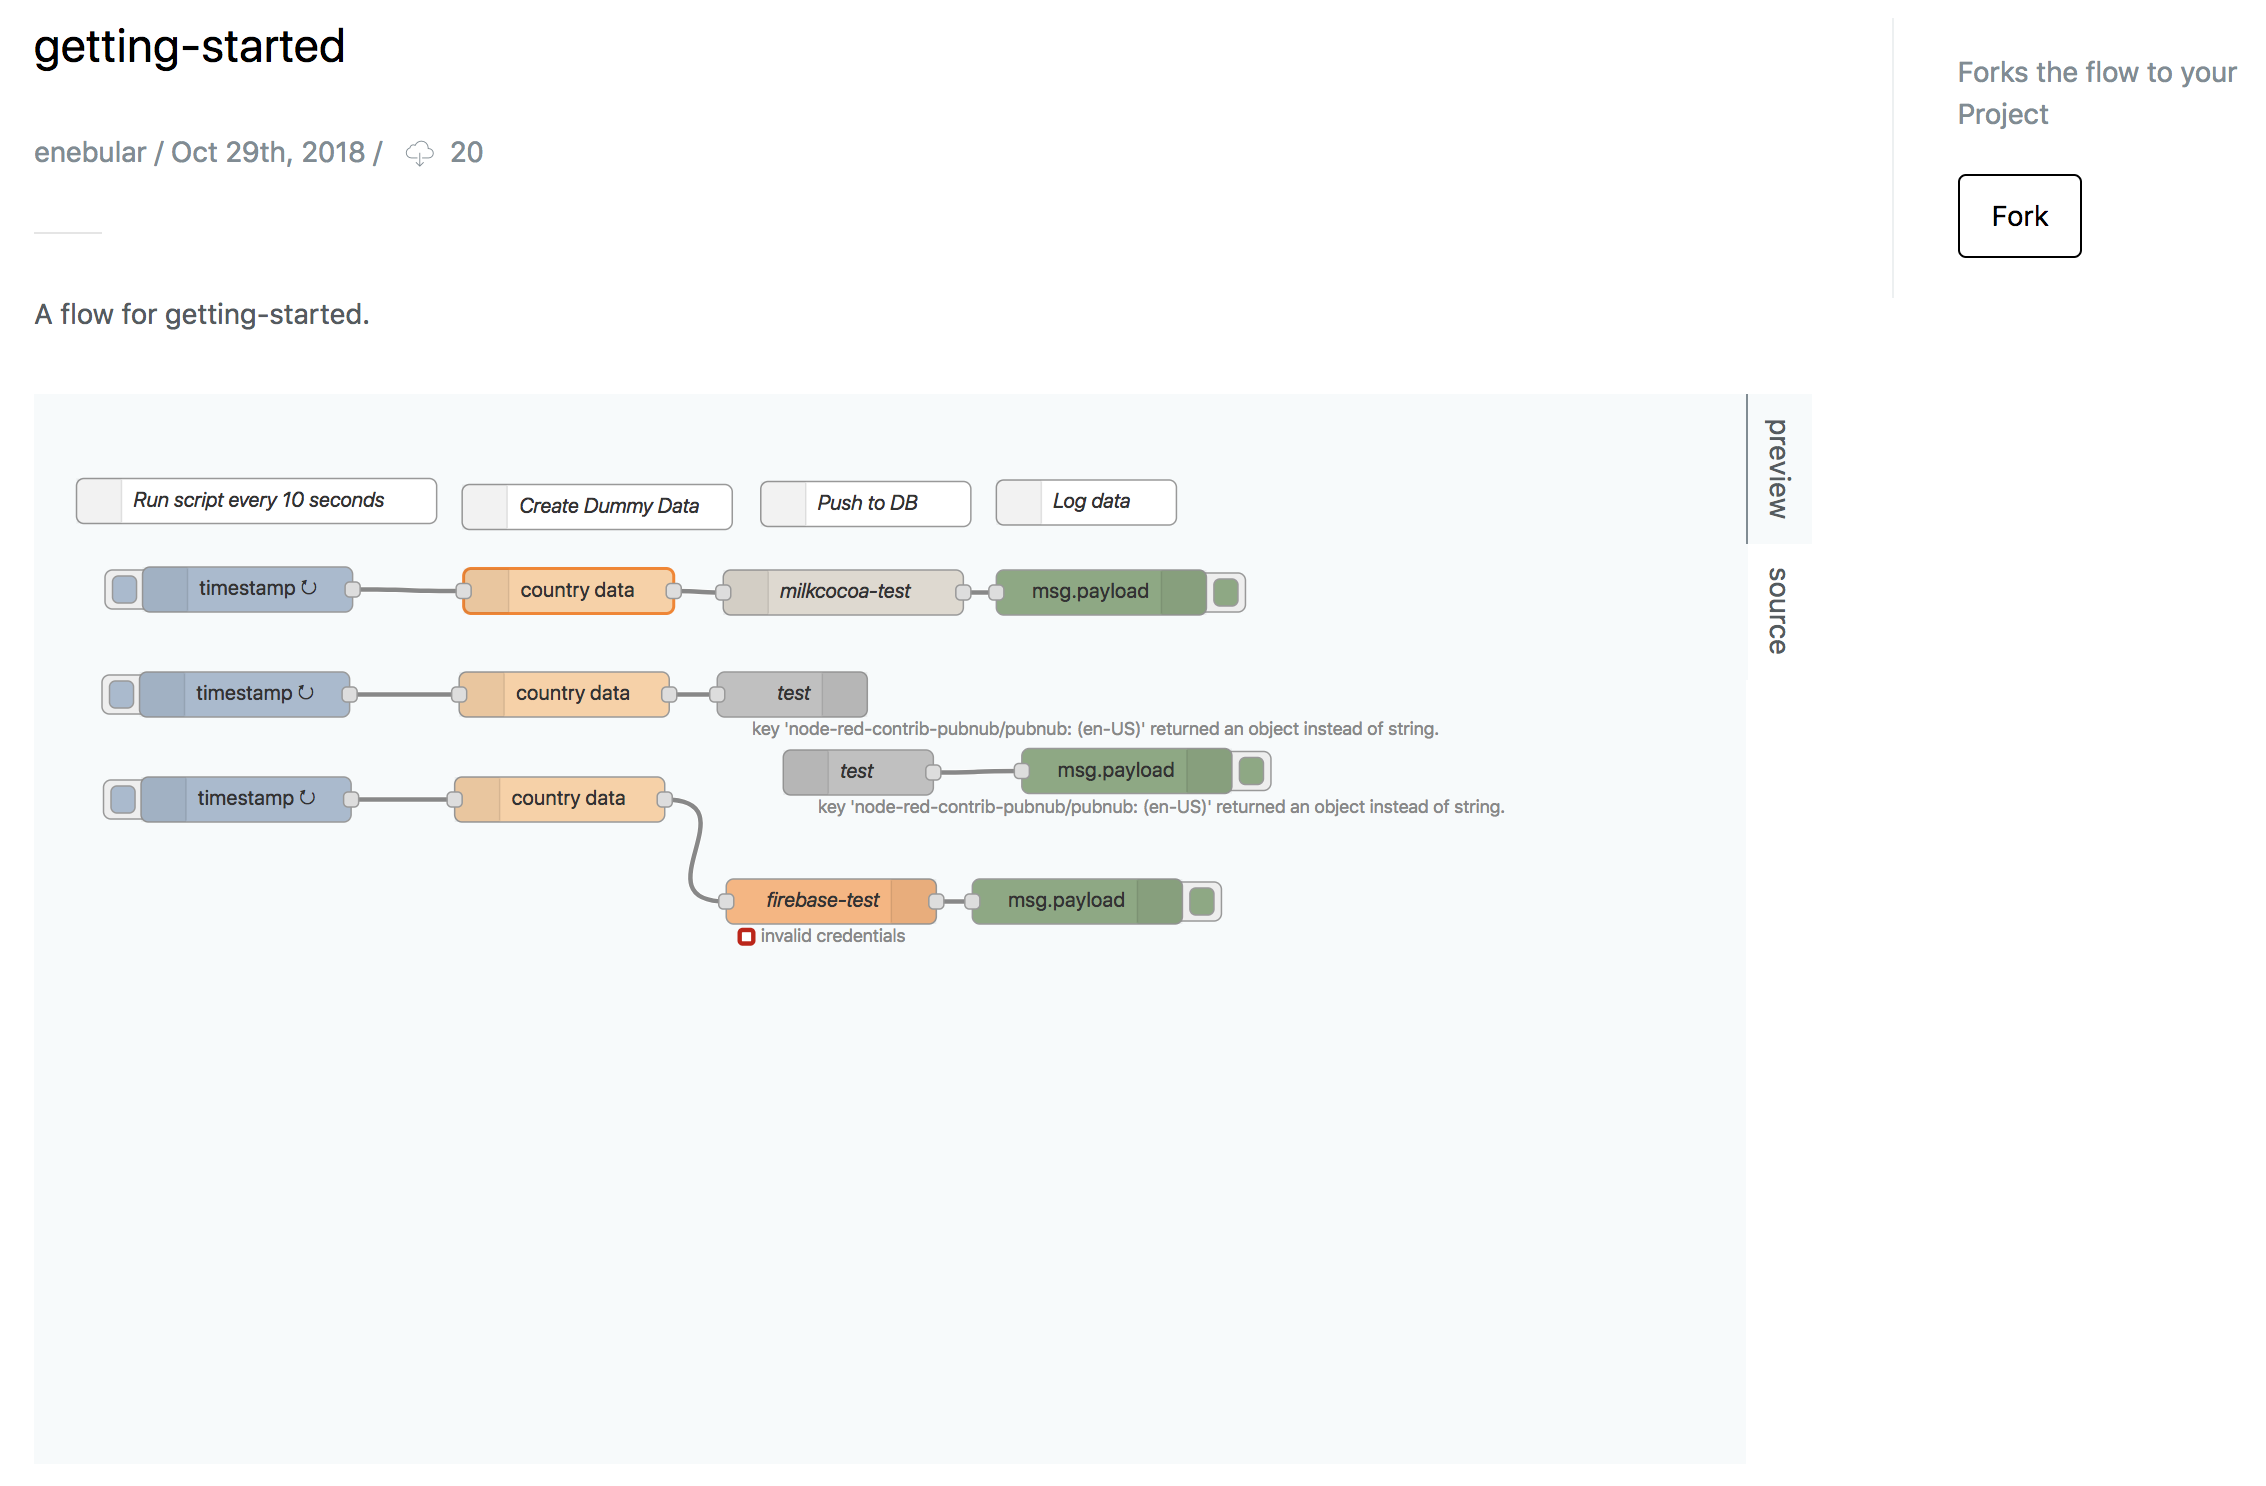 getting-started
Forks the flow to your
Project
enebular / Oct 29th, 2018 / 20
Fork
A flow for getting-started.
preview
source
Run script every 10 seconds
Create Dummy Data
Push to DB
Log data
timestamp ↻
country data
milkcocoa-test
msg.payload
timestamp ↻
country data
test
key 'node-red-contrib-pubnub/pubnub: (en-US)' returned an object instead of string.
test
msg.payload
key 'node-red-contrib-pubnub/pubnub: (en-US)' returned an object instead of string.
timestamp ↻
country data
firebase-test
msg.payload
invalid credentials